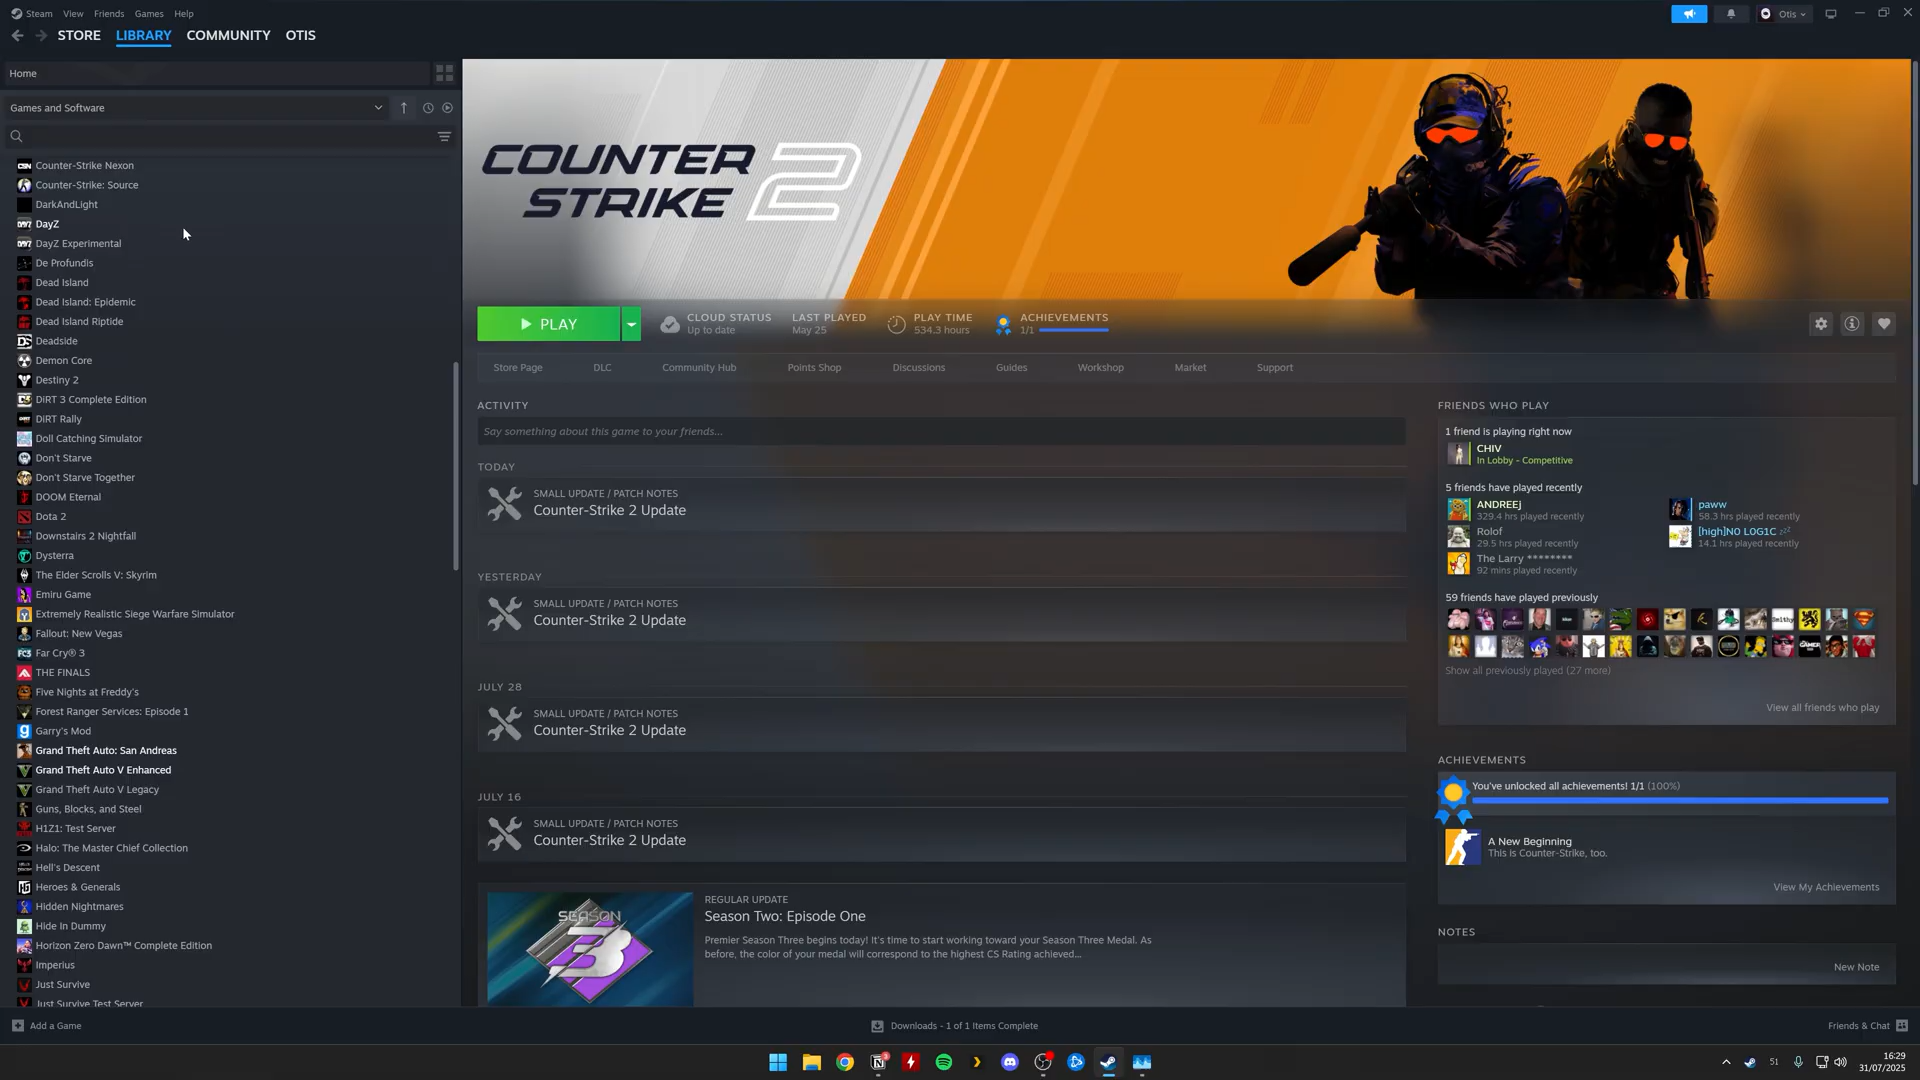 Steam View Friends Games Help
Otis
STORE LIBRARY COMMUNITY OTIS
Home
Games and Software
Counter-Strike Nexon
Counter-Strike: Source
DarkAndLight
DayZ
DayZ Experimental
De Profundis
Dead Island
Dead Island: Epidemic
Dead Island Riptide
Deadside
Demon Core
Destiny 2
DiRT 3 Complete Edition
DiRT Rally
Doll Catching Simulator
Don't Starve
Don't Starve Together
DOOM Eternal
Dota 2
Downstairs 2 Nightfall
Dysterra
The Elder Scrolls V: Skyrim
Emiru Game
Extremely Realistic Siege Warfare Simulator
Fallout: New Vegas
Far Cry® 3
THE FINALS
Five Nights at Freddy's
Forest Ranger Services: Episode 1
Garry's Mod
Grand Theft Auto: San Andreas
Grand Theft Auto V Enhanced
Grand Theft Auto V Legacy
Guns, Blocks, and Steel
H1Z1: Test Server
Halo: The Master Chief Collection
Hell's Descent
Heroes & Generals
Hidden Nightmares
Hide In Dummy
Horizon Zero Dawn™ Complete Edition
Imperius
Just Survive
Just Survive Test Server
Add a Game
COUNTER
STRIKE 2
PLAY
CLOUD STATUS
Up to date
LAST PLAYED
May 25
PLAY TIME
534.3 hours
ACHIEVEMENTS
1/1
Store Page DLC Community Hub Points Shop Discussions Guides Workshop Market Support
ACTIVITY
Say something about this game to your friends...
TODAY
SMALL UPDATE / PATCH NOTES
Counter-Strike 2 Update
YESTERDAY
SMALL UPDATE / PATCH NOTES
Counter-Strike 2 Update
JULY 28
SMALL UPDATE / PATCH NOTES
Counter-Strike 2 Update
JULY 16
SMALL UPDATE / PATCH NOTES
Counter-Strike 2 Update
SEASON
3
REGULAR UPDATE
Season Two: Episode One
Premier Season Three begins today! It's time to start working toward your Season Three Medal. As
before, the color of your medal will correspond to the highest CS Rating achieved...
FRIENDS WHO PLAY
1 friend is playing right now
CHIV
In Lobby - Competitive
5 friends have played recently
ANDREEj
329.4 hrs played recently
paww
58.3 hrs played recently
Rolof
29.5 hrs played recently
[hIgh]N0 L0G1C
14.1 hrs played recently
The Larry ********
92 mins played recently
59 friends have played previously
Show all previously played (27 more)
View all friends who play
ACHIEVEMENTS
You've unlocked all achievements! 1/1 (100%)
A New Beginning
This is Counter-Strike, too.
View My Achievements
NOTES
New Note
Downloads - 1 of 1 Items Complete
Friends & Chat
51
16:29
31/07/2025